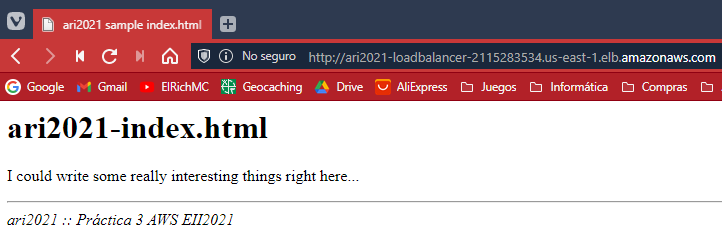 ari2021 sample index.html
No seguro http://ari2021-loadbalancer-2115283534.us-east-1.elb.amazonaws.com
Google Gmail ElRichMC Geocaching Drive AliExpress Juegos Informática Compras
ari2021-index.html
I could write some really interesting things right here...
ari2021 :: Práctica 3 AWS EII2021